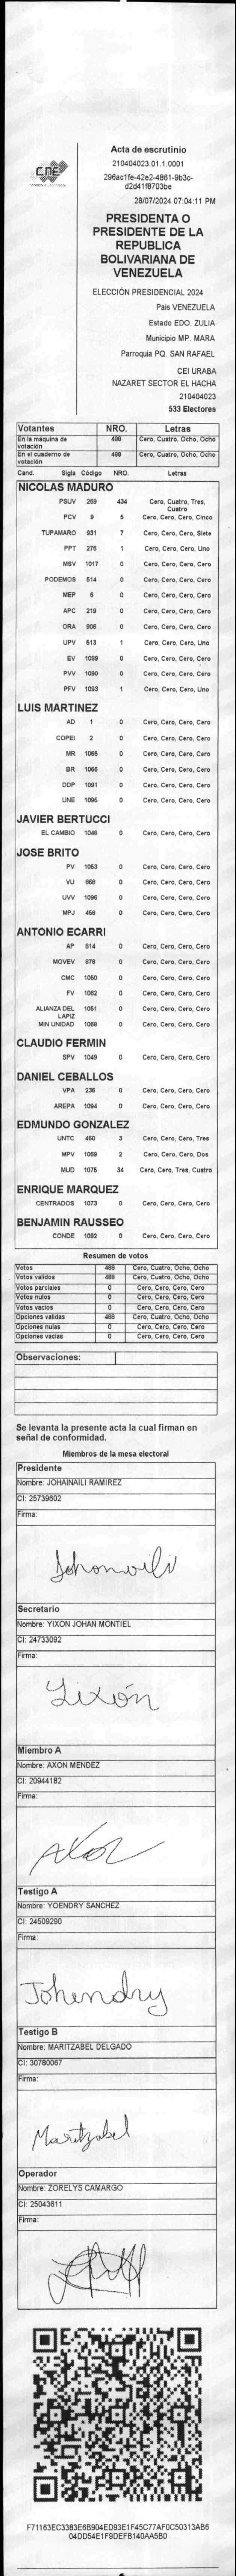 CNE
Acta de escrutinio
210404023.01.1.0001
296ac1fe-42e2-4861-9b3c-
d2d41f8703be
28/07/2024 07:04:11 PM
PRESIDENTA O
PRESIDENTE DE LA
REPUBLICA
BOLIVARIANA DE
VENEZUELA
ELECCIÓN PRESIDENCIAL 2024
País VENEZUELA
Estado EDO. ZULIA
Municipio MP. MARA
Parroquia PQ. SAN RAFAEL
CEI URABA
NAZARET SECTOR EL HACHA
210404023
533 Electores
Votantes NRO. Letras
En la máquina de votación 488 Cero, Cuatro, Ocho, Ocho
En el cuaderno de votación 488 Cero, Cuatro, Ocho, Ocho
Cand. Sigla Código NRO. Letras
NICOLAS MADURO
PSUV 269 434 Cero, Cuatro, Tres, Cuatro
PCV 9 5 Cero, Cero, Cero, Cinco
TUPAMARO 931 7 Cero, Cero, Cero, Siete
PPT 276 1 Cero, Cero, Cero, Uno
MSV 1017 0 Cero, Cero, Cero, Cero
PODEMOS 514 0 Cero, Cero, Cero, Cero
MEP 6 0 Cero, Cero, Cero, Cero
APC 219 0 Cero, Cero, Cero, Cero
ORA 906 0 Cero, Cero, Cero, Cero
UPV 513 1 Cero, Cero, Cero, Uno
EV 1089 0 Cero, Cero, Cero, Cero
PVV 1090 0 Cero, Cero, Cero, Cero
PFV 1093 1 Cero, Cero, Cero, Uno
LUIS MARTINEZ
AD 1 0 Cero, Cero, Cero, Cero
COPEI 2 0 Cero, Cero, Cero, Cero
MR 1065 0 Cero, Cero, Cero, Cero
BR 1066 0 Cero, Cero, Cero, Cero
DDP 1091 0 Cero, Cero, Cero, Cero
UNE 1095 0 Cero, Cero, Cero, Cero
JAVIER BERTUCCI
EL CAMBIO 1048 0 Cero, Cero, Cero, Cero
JOSE BRITO
PV 1053 0 Cero, Cero, Cero, Cero
VU 868 0 Cero, Cero, Cero, Cero
UVV 1096 0 Cero, Cero, Cero, Cero
MPJ 458 0 Cero, Cero, Cero, Cero
ANTONIO ECARRI
AP 814 0 Cero, Cero, Cero, Cero
MOVEV 878 0 Cero, Cero, Cero, Cero
CMC 1050 0 Cero, Cero, Cero, Cero
FV 1062 0 Cero, Cero, Cero, Cero
ALIANZA DEL LAPIZ 1051 0 Cero, Cero, Cero, Cero
MIN UNIDAD 1068 0 Cero, Cero, Cero, Cero
CLAUDIO FERMIN
SPV 1049 0 Cero, Cero, Cero, Cero
DANIEL CEBALLOS
VPA 236 0 Cero, Cero, Cero, Cero
AREPA 1094 0 Cero, Cero, Cero, Cero
EDMUNDO GONZALEZ
UNTC 460 3 Cero, Cero, Cero, Tres
MPV 1069 2 Cero, Cero, Cero, Dos
MUD 1075 34 Cero, Cero, Tres, Cuatro
ENRIQUE MARQUEZ
CENTRADOS 1073 0 Cero, Cero, Cero, Cero
BENJAMIN RAUSSEO
CONDE 1092 0 Cero, Cero, Cero, Cero
Resumen de votos
Votos 488 Cero, Cuatro, Ocho, Ocho
Votos validos 488 Cero, Cuatro, Ocho, Ocho
Votos parciales 0 Cero, Cero, Cero, Cero
Votos nulos 0 Cero, Cero, Cero, Cero
Votos vacios 0 Cero, Cero, Cero, Cero
Opciones validas 488 Cero, Cuatro, Ocho, Ocho
Opciones nulas 0 Cero, Cero, Cero, Cero
Opciones vacias 0 Cero, Cero, Cero, Cero
Observaciones:
Se levanta la presente acta la cual firman en
señal de conformidad.
Miembros de la mesa electoral
Presidente
Nombre: JOHAINAILI RAMIREZ
CI: 25739602
Firma:
Secretario
Nombre: YIXON JOHAN MONTIEL
CI: 24733092
Firma:
Yixón
Miembro A
Nombre: AXON MENDEZ
CI: 20944182
Firma:
Testigo A
Nombre: YOENDRY SANCHEZ
CI: 24509290
Firma:
Johendry
Testigo B
Nombre: MARITZABEL DELGADO
CI: 30780067
Firma:
Maritzabel
Operador
Nombre: ZORELYS CAMARGO
CI: 25043611
Firma:
F71163EC3383E6B904ED93E1F45C77AF0C50313AB6
04DD54E1F9DEFB140AA5B0